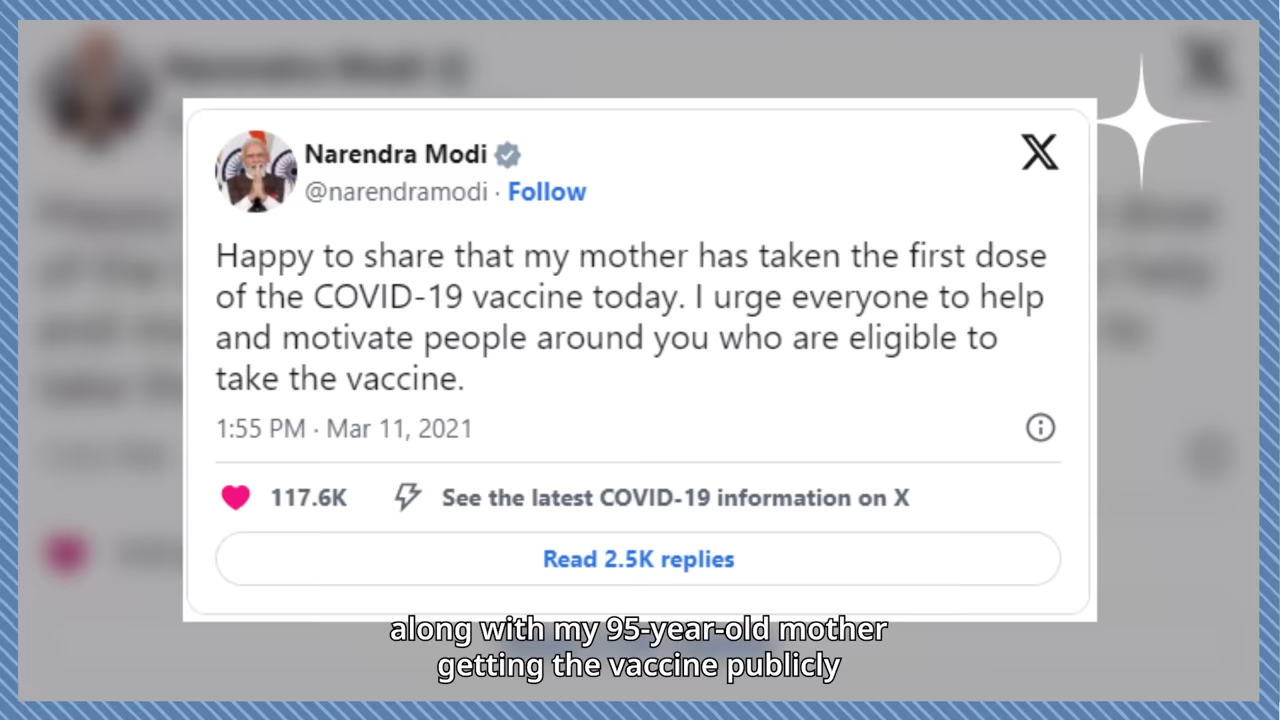 Narendra Modi
@narendramodi · Follow
Happy to share that my mother has taken the first dose
of the COVID-19 vaccine today. I urge everyone to help
and motivate people around you who are eligible to
take the vaccine.
1:55 PM · Mar 11, 2021
117.6K See the latest COVID-19 information on X
Read 2.5K replies
along with my 95-year-old mother
getting the vaccine publicly